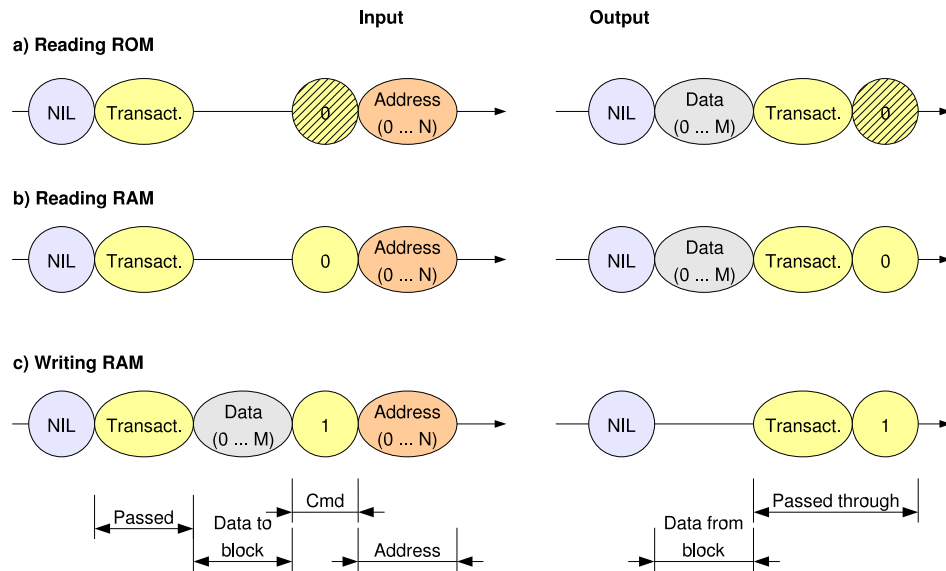 Input Output
a) Reading ROM
NIL Transact. 0 Address (0 ... N) NIL Data (0 ... M) Transact. 0
b) Reading RAM
NIL Transact. 0 Address (0 ... N) NIL Data (0 ... M) Transact. 0
c) Writing RAM
NIL Transact. Data (0 ... M) 1 Address (0 ... N) NIL Transact. 1
Cmd Passed through
Passed Data to block Data from block
Address